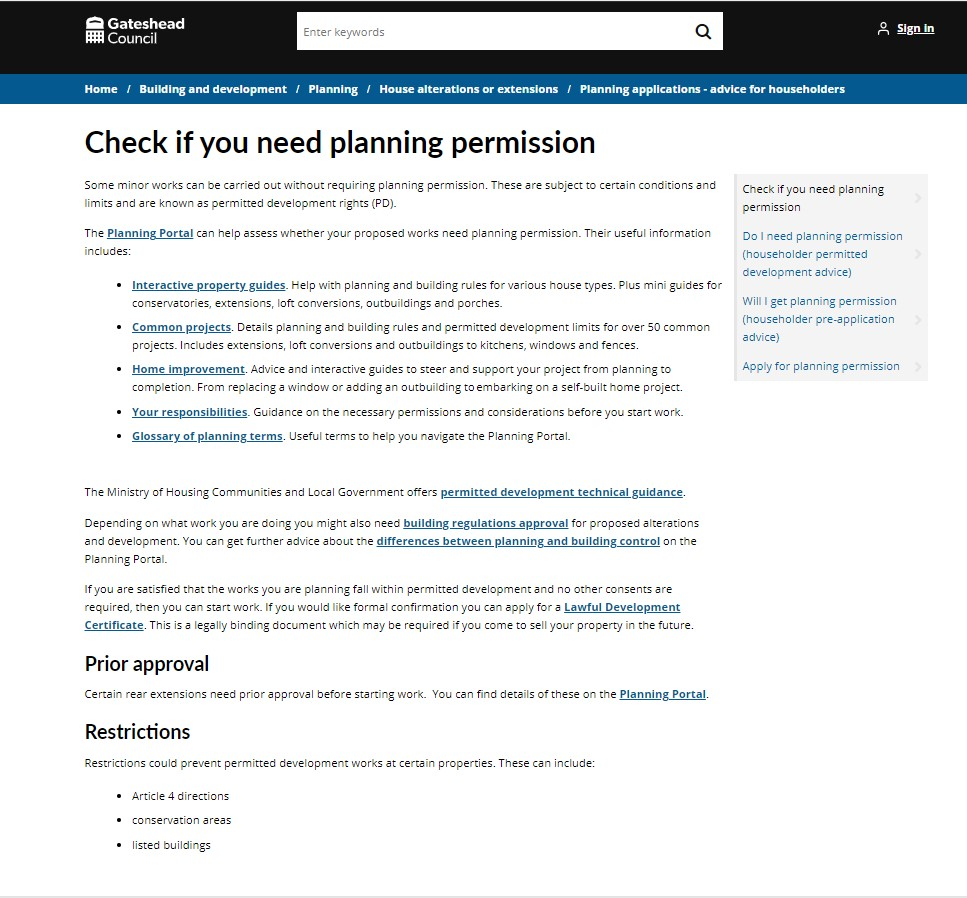 Gateshead
Council
Enter keywords
Sign in
Home / Building and development / Planning / House alterations or extensions / Planning applications - advice for householders
Check if you need planning permission
Some minor works can be carried out without requiring planning permission. These are subject to certain conditions and
limits and are known as permitted development rights (PD).
The Planning Portal can help assess whether your proposed works need planning permission. Their useful information
includes:
• Interactive property guides. Help with planning and building rules for various house types. Plus mini guides for
conservatories, extensions, loft conversions, outbuildings and porches.
• Common projects. Details planning and building rules and permitted development limits for over 50 common
projects. Includes extensions, loft conversions and outbuildings to kitchens, windows and fences.
• Home improvement. Advice and interactive guides to steer and support your project from planning to
completion. From replacing a window or adding an outbuilding to embarking on a self-built home project.
• Your responsibilities. Guidance on the necessary permissions and considerations before you start work.
• Glossary of planning terms. Useful terms to help you navigate the Planning Portal.
The Ministry of Housing Communities and Local Government offers permitted development technical guidance.
Depending on what work you are doing you might also need building regulations approval for proposed alterations
and development. You can get further advice about the differences between planning and building control on the
Planning Portal.
If you are satisfied that the works you are planning fall within permitted development and no other consents are
required, then you can start work. If you would like formal confirmation you can apply for a Lawful Development
Certificate. This is a legally binding document which may be required if you come to sell your property in the future.
Prior approval
Certain rear extensions need prior approval before starting work. You can find details of these on the Planning Portal.
Restrictions
Restrictions could prevent permitted development works at certain properties. These can include:
• Article 4 directions
• conservation areas
• listed buildings
Check if you need planning
permission
Do I need planning permission
(householder permitted
development advice)
Will I get planning permission
(householder pre-application
advice)
Apply for planning permission